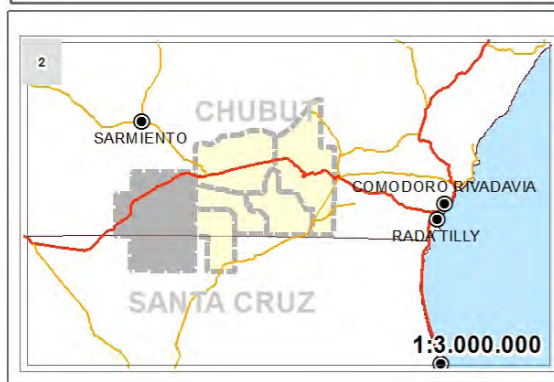 2
CHUBUT
SARMIENTO
COMODORO RIVADAVIA
RADA TILLY
SANTA CRUZ
1:3.000.000